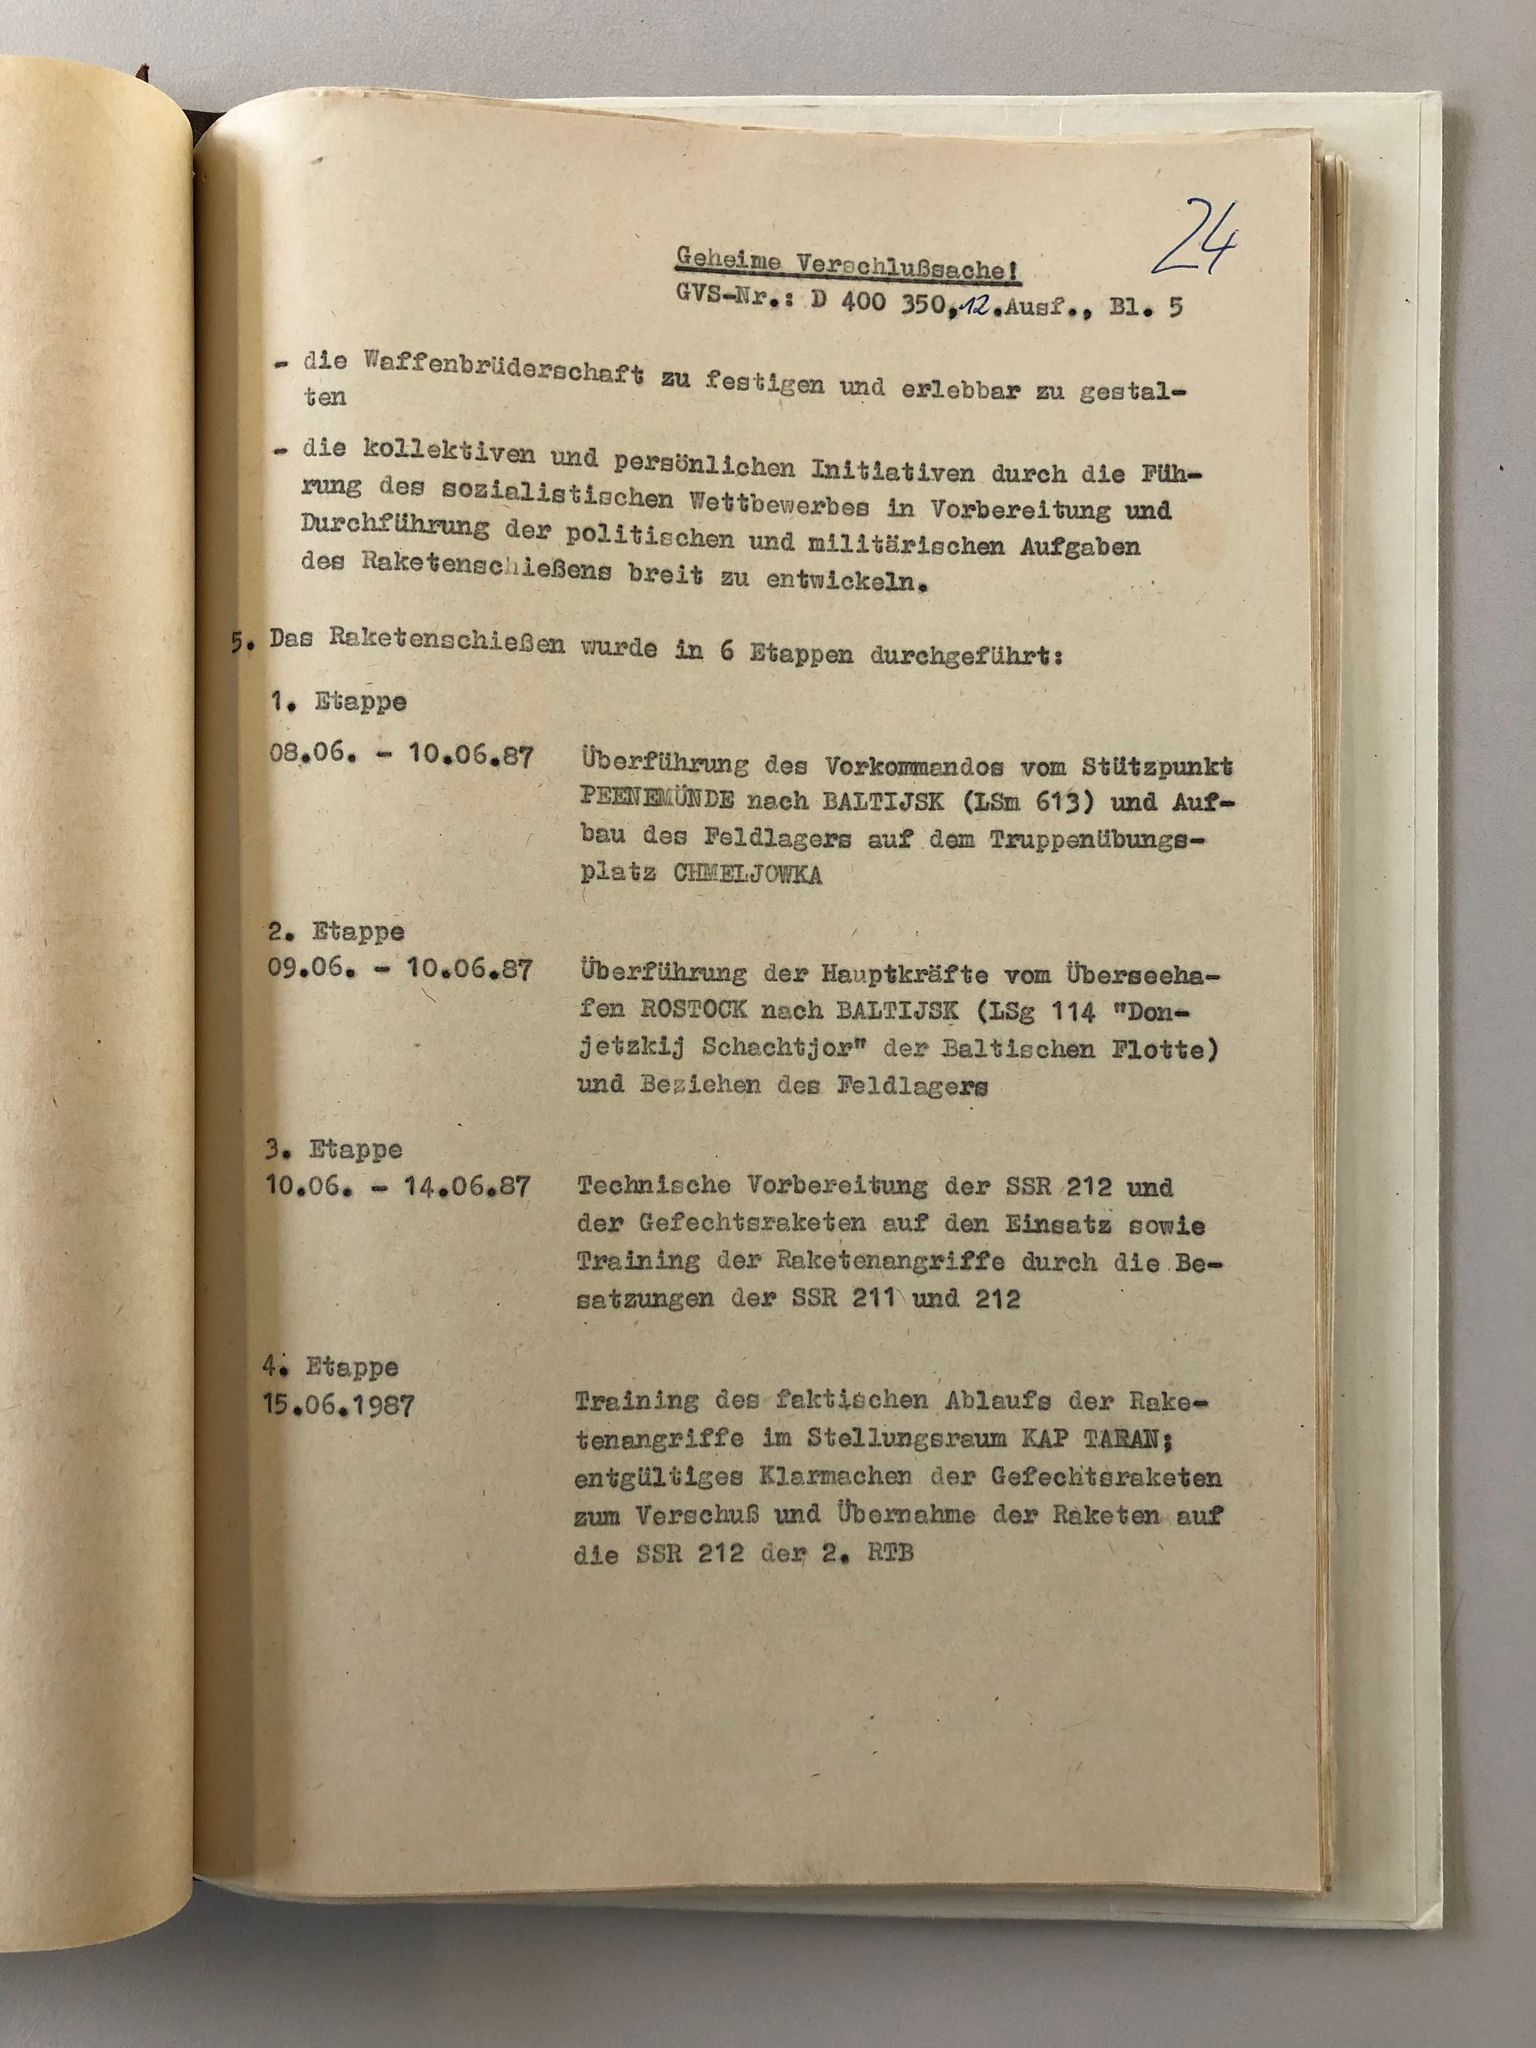 24
Geheime Verschlußsache!
GVS-Nr.: D 400 350, 12. Ausf., Bl. 5
- die Waffenbrüderschaft zu festigen und erlebbar zu gestal-
ten
- die kollektiven und persönlichen Initiativen durch die Füh-
rung des sozialistischen Wettbewerbes in Vorbereitung und
Durchführung der politischen und militärischen Aufgaben
des Raketenschießens breit zu entwickeln.
5. Das Raketenschießen wurde in 6 Etappen durchgeführt:
1. Etappe
08.06. - 10.06.87 Überführung des Vorkommandos vom Stützpunkt
PEENEMÜNDE nach BALTIJSK (LSm 613) und Auf-
bau des Feldlagers auf dem Truppenübungs-
platz CHMELJOWKA
2. Etappe
09.06. - 10.06.87 Überführung der Hauptkräfte vom Überseeha-
fen ROSTOCK nach BALTIJSK (LSg 114 "Don-
jetzkij Schachtjor" der Baltischen Flotte)
und Beziehen des Feldlagers
3. Etappe
10.06. - 14.06.87 Technische Vorbereitung der SSR 212 und
der Gefechtsraketen auf den Einsatz sowie
Training der Raketenangriffe durch die Be-
satzungen der SSR 211 und 212
4. Etappe
15.06.1987 Training des faktischen Ablaufs der Rake-
tenangriffe im Stellungsraum KAP TARAN;
entgültiges Klarmachen der Gefechtsraketen
zum Verschuß und Übernahme der Raketen auf
die SSR 212 der 2. RTB